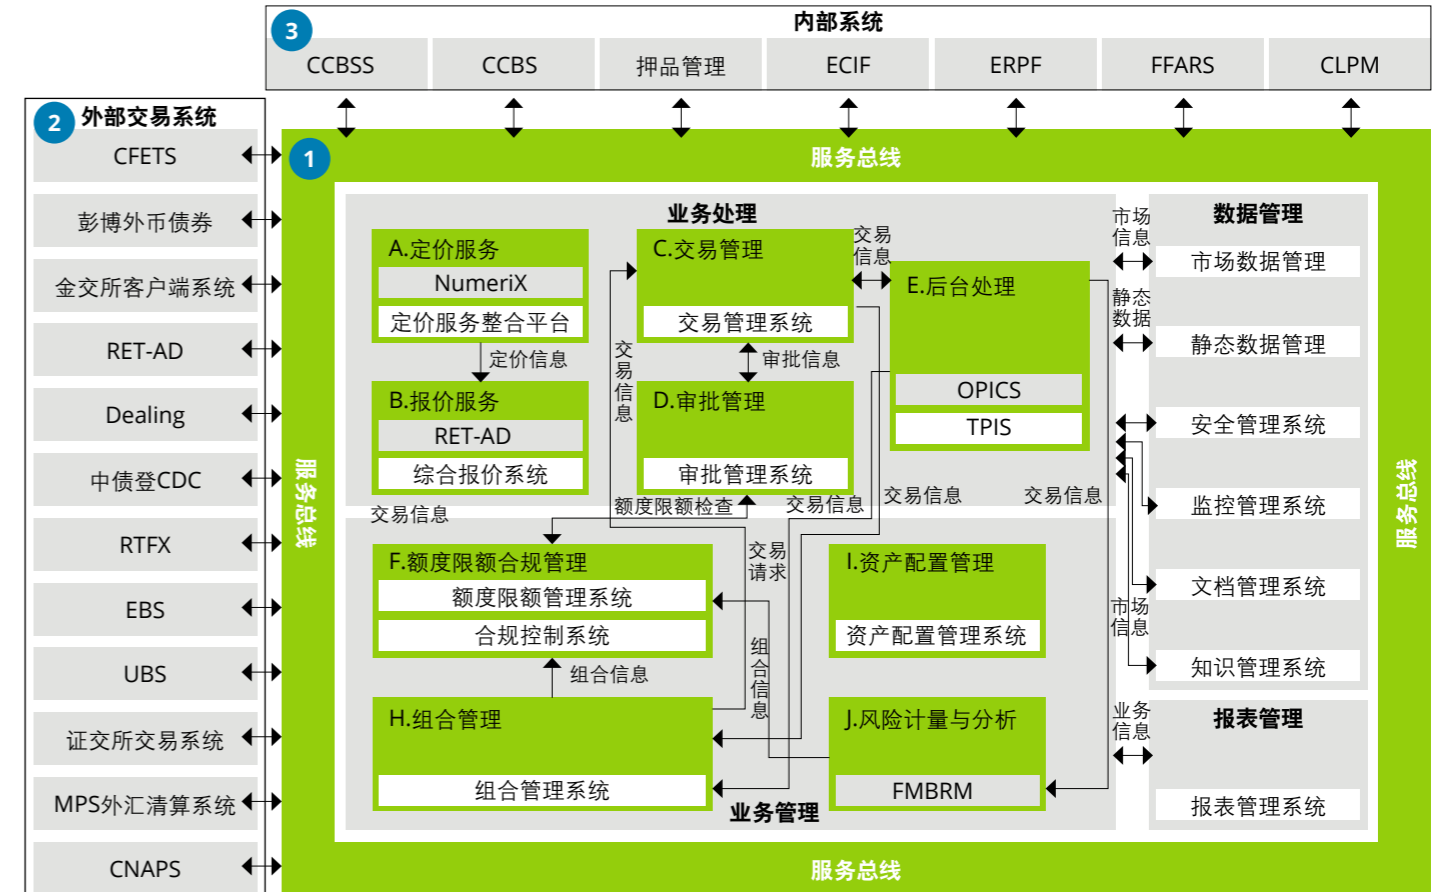 3
内部系统
CCBSS
CCBS
押品管理
ECIF
ERPF
FFARS
CLPM
2
外部交易系统
CFETS
彭博外币债券
金交所客户端系统
RET-AD
Dealing
中债登CDC
RTFX
EBS
UBS
证交所交易系统
MPS外汇清算系统
CNAPS
1
服务总线
服务总线
业务处理
A.定价服务
NumeriX
定价服务整合平台
定价信息
B.报价服务
RET-AD
综合报价系统
交易信息
C.交易管理
交易管理系统
审批信息
D.审批管理
审批管理系统
交易
信息
E.后台处理
OPICS
TPIS
交易信息
额度限额检查
交易信息
交易信息
交易信息
F.额度限额合规管理
额度限额管理系统
合规控制系统
组合信息
交易
请求
组合信息
H.组合管理
组合管理系统
I.资产配置管理
资产配置管理系统
J.风险计量与分析
FMBRM
业务管理
市场
信息
静态
数据
市场
信息
业务
信息
数据管理
市场数据管理
静态数据管理
安全管理系统
监控管理系统
文档管理系统
知识管理系统
报表管理
报表管理系统
服务总线
服务总线